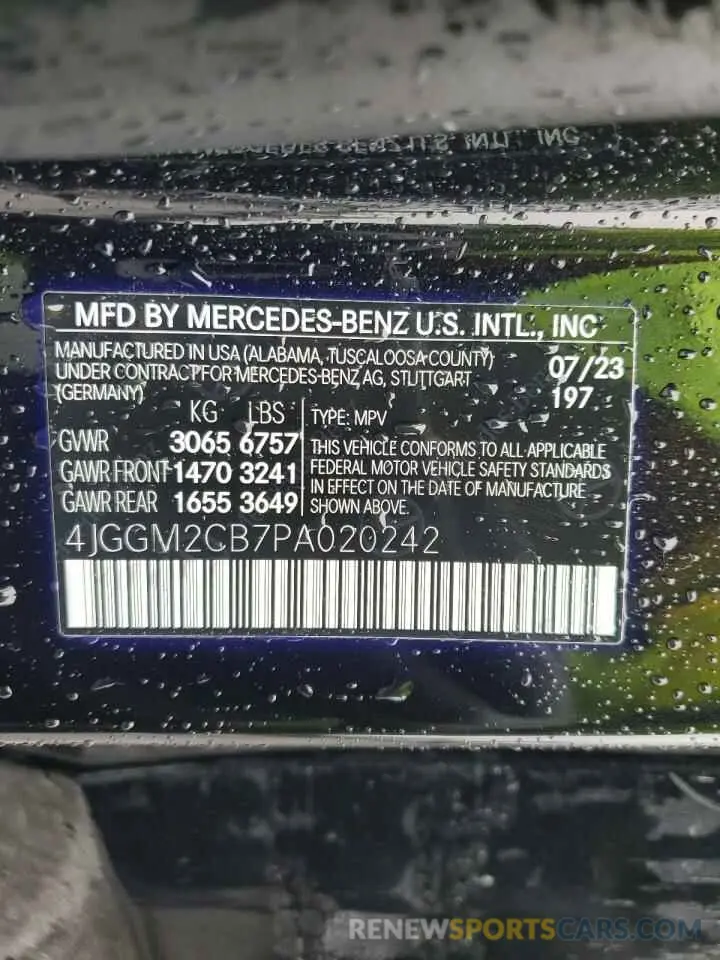 MFD BY MERCEDES-BENZ U.S. INTL., INC
MANUFACTURED IN USA (ALABAMA, TUSCALOOSA COUNTY)
UNDER CONTRACT FOR MERCEDES-BENZ AG, STUTTGART
(GERMANY)
07/23
197
KG LBS
GVWR 3065 6757
GAWR FRONT 1470 3241
GAWR REAR 1655 3649
TYPE: MPV
THIS VEHICLE CONFORMS TO ALL APPLICABLE
FEDERAL MOTOR VEHICLE SAFETY STANDARDS
IN EFFECT ON THE DATE OF MANUFACTURE
SHOWN ABOVE.
4JGGM2CB7PA020242
RENEWSPORTSCARS.COM